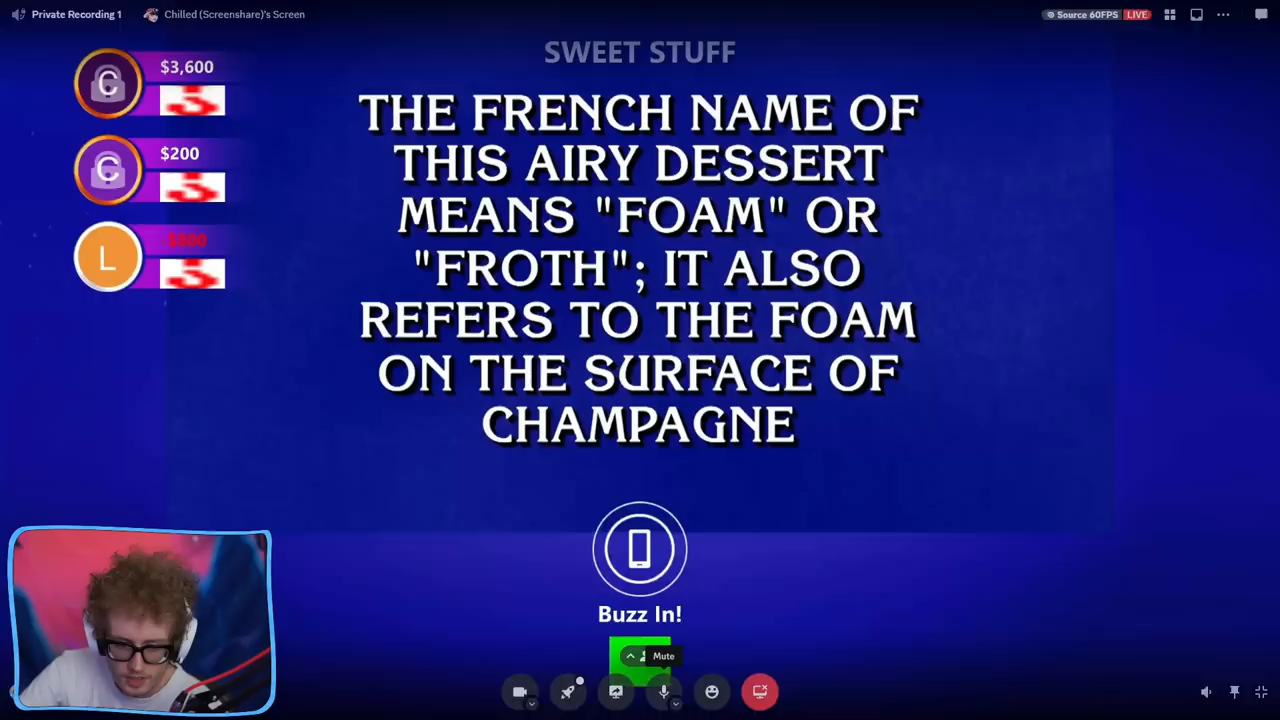 Private Recording 1
Chilled (Screenshare)'s Screen
Source 60FPS
LIVE
SWEET STUFF
C
$3,600
C
$200
L
THE FRENCH NAME OF
THIS AIRY DESSERT
MEANS "FOAM" OR
"FROTH"; IT ALSO
REFERS TO THE FOAM
ON THE SURFACE OF
CHAMPAGNE
Buzz In!
Mute